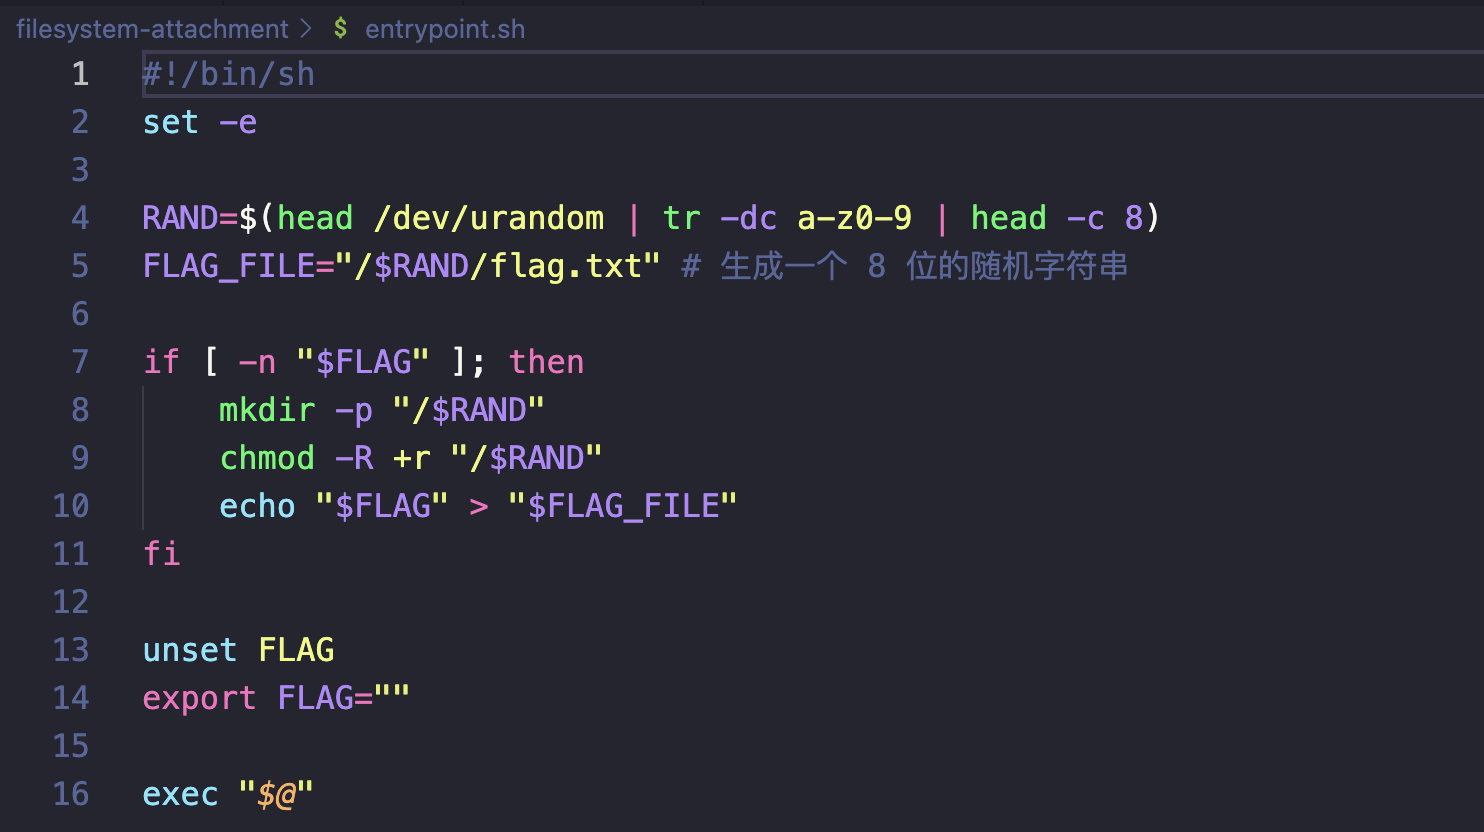 filesystem-attachment > $ entrypoint.sh
1 #!/bin/sh
2 set -e
3
4 RAND=$(head /dev/urandom | tr -dc a-z0-9 | head -c 8)
5 FLAG_FILE="/$RAND/flag.txt" # 生成一个 8 位的随机字符串
6
7 if [ -n "$FLAG" ]; then
8     mkdir -p "/$RAND"
9     chmod -R +r "/$RAND"
10     echo "$FLAG" > "$FLAG_FILE"
11 fi
12
13 unset FLAG
14 export FLAG=""
15
16 exec "$@"